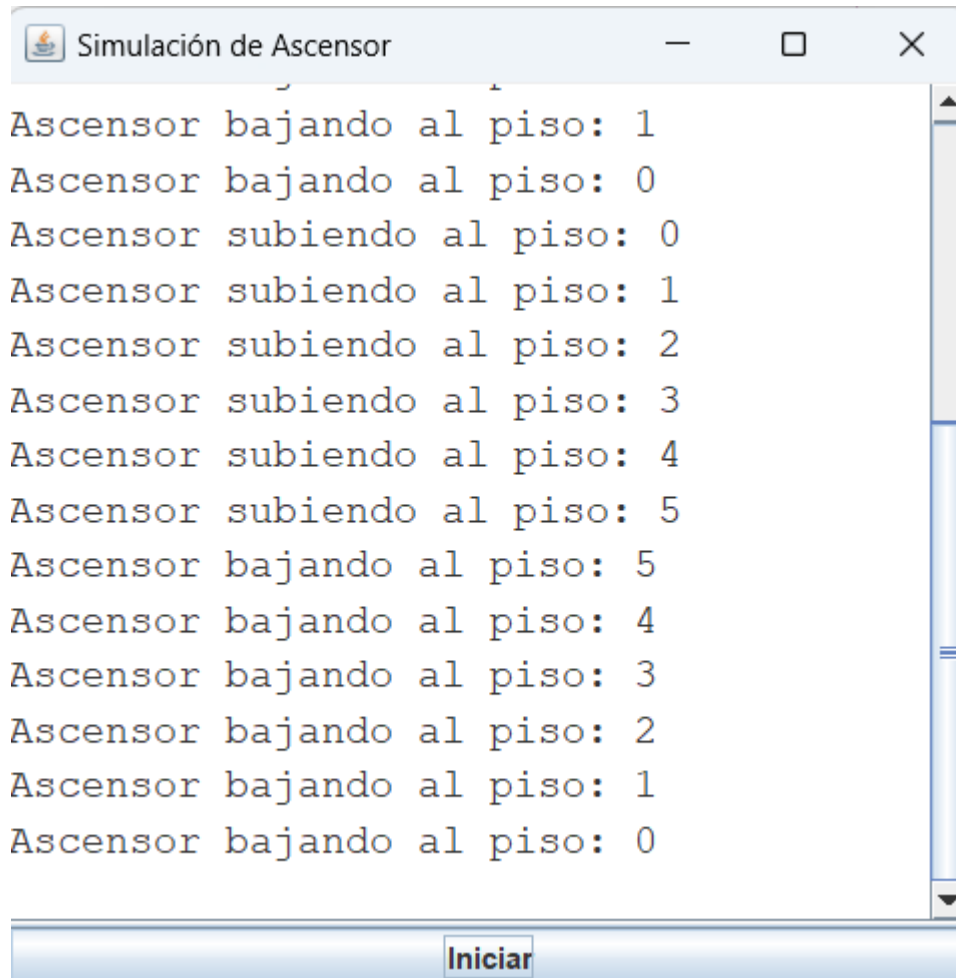 Simulación de Ascensor
Ascensor bajando al piso: 1
Ascensor bajando al piso: 0
Ascensor subiendo al piso: 0
Ascensor subiendo al piso: 1
Ascensor subiendo al piso: 2
Ascensor subiendo al piso: 3
Ascensor subiendo al piso: 4
Ascensor subiendo al piso: 5
Ascensor bajando al piso: 5
Ascensor bajando al piso: 4
Ascensor bajando al piso: 3
Ascensor bajando al piso: 2
Ascensor bajando al piso: 1
Ascensor bajando al piso: 0
Iniciar